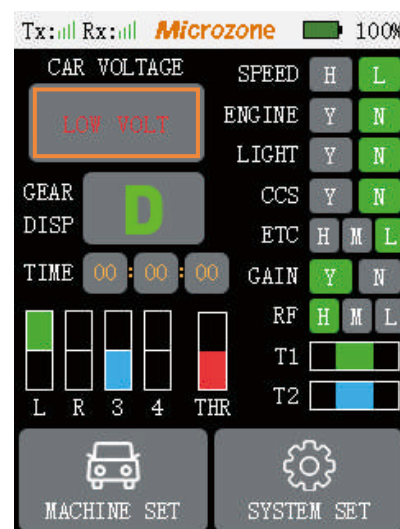 Tx: Rx: Microzone 100%
CAR VOLTAGE
LOW VOLT
GEAR DISP D
TIME 00:00:00
L R 3 4 THR
SPEED H L
ENGINE Y N
LIGHT Y N
CCS Y N
ETC H M L
GAIN Y N
RF H M L
T1
T2
MACHINE SET
SYSTEM SET